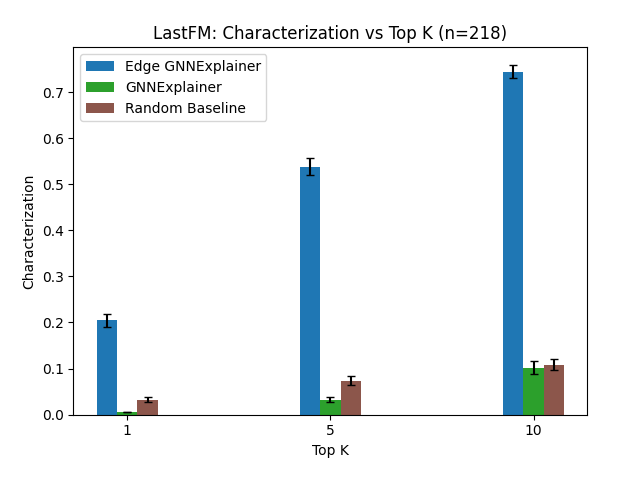 LastFM: Characterization vs Top K (n=218)
Edge GNNExplainer
GNNExplainer
Random Baseline
0.7
0.6
0.5
0.4
0.3
0.2
0.1
0.0
Characterization
1
5
10
Top K